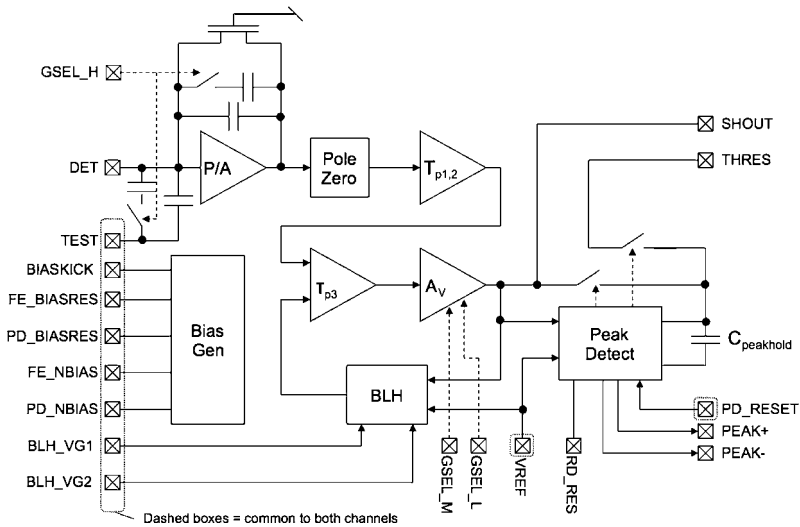 GSEL_H
DET
P/A
Pole
Zero
Tp1,2
SHOUT
THRES
TEST
BIASKICK
FE_BIASRES
PD_BIASRES
FE_NBIAS
PD_NBIAS
BLH_VG1
BLH_VG2
Bias
Gen
Tp3
AV
BLH
Peak
Detect
Cpeakhold
PD_RESET
PEAK+
PEAK-
GSEL_M
GSEL_L
VREF
RD_RES
Dashed boxes = common to both channels